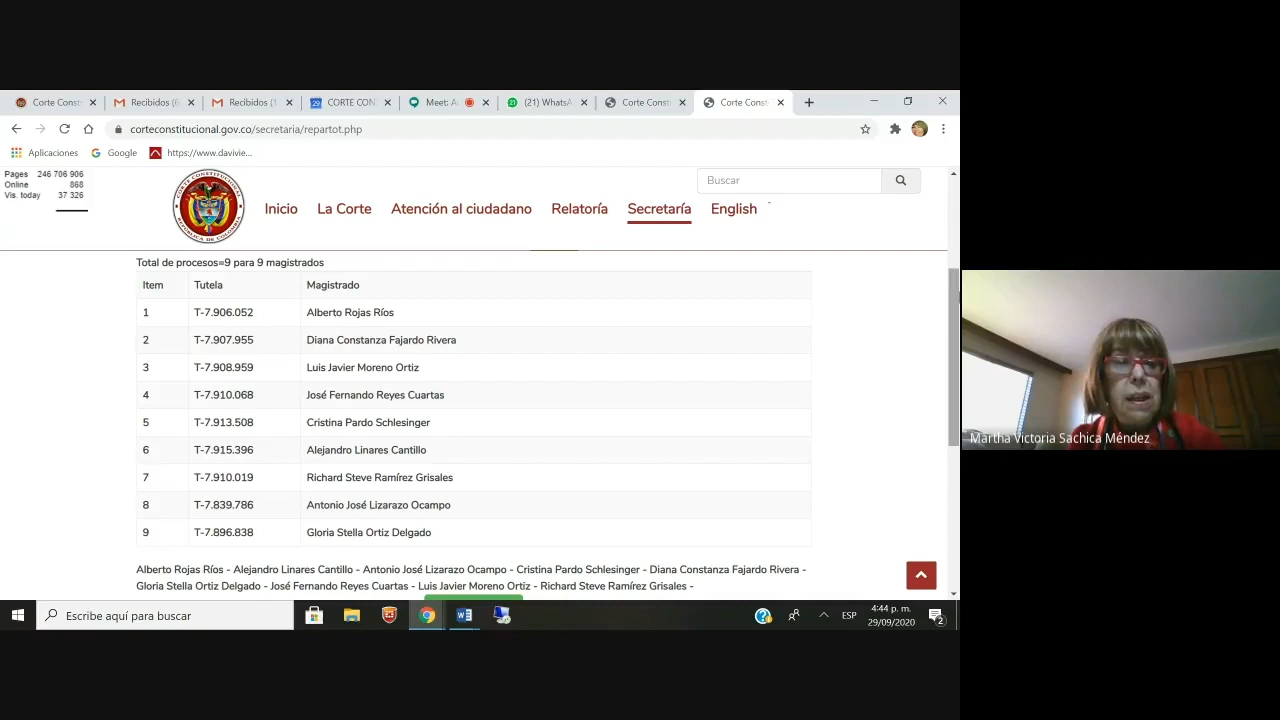 Corte Const
Recibidos (6
Recibidos (1
CORTE CON
Meet: A
(21) WhatsA
Corte Const
Corte Const
corteconstitucional.gov.co/secretaria/repartot.php
Aplicaciones
Google
https://www.davivie...
Pages 246 706 906
Online 868
Vis. today 37 326
CORTE CONSTITUCIONAL
REPUBLICA DE COLOMBIA
Buscar
Inicio La Corte Atención al ciudadano Relatoría Secretaría English
Total de procesos=9 para 9 magistrados
Item Tutela Magistrado
1 T-7.906.052 Alberto Rojas Ríos
2 T-7.907.955 Diana Constanza Fajardo Rivera
3 T-7.908.959 Luis Javier Moreno Ortiz
4 T-7.910.068 José Fernando Reyes Cuartas
5 T-7.913.508 Cristina Pardo Schlesinger
6 T-7.915.396 Alejandro Linares Cantillo
7 T-7.910.019 Richard Steve Ramírez Grisales
8 T-7.839.786 Antonio José Lizarazo Ocampo
9 T-7.896.838 Gloria Stella Ortiz Delgado
Alberto Rojas Ríos - Alejandro Linares Cantillo - Antonio José Lizarazo Ocampo - Cristina Pardo Schlesinger - Diana Constanza Fajardo Rivera -
Gloria Stella Ortiz Delgado - José Fernando Reyes Cuartas - Luis Javier Moreno Ortiz - Richard Steve Ramírez Grisales -
Escribe aquí para buscar
ESP
4:44 p. m.
29/09/2020
2
Martha Victoria Sachica Méndez